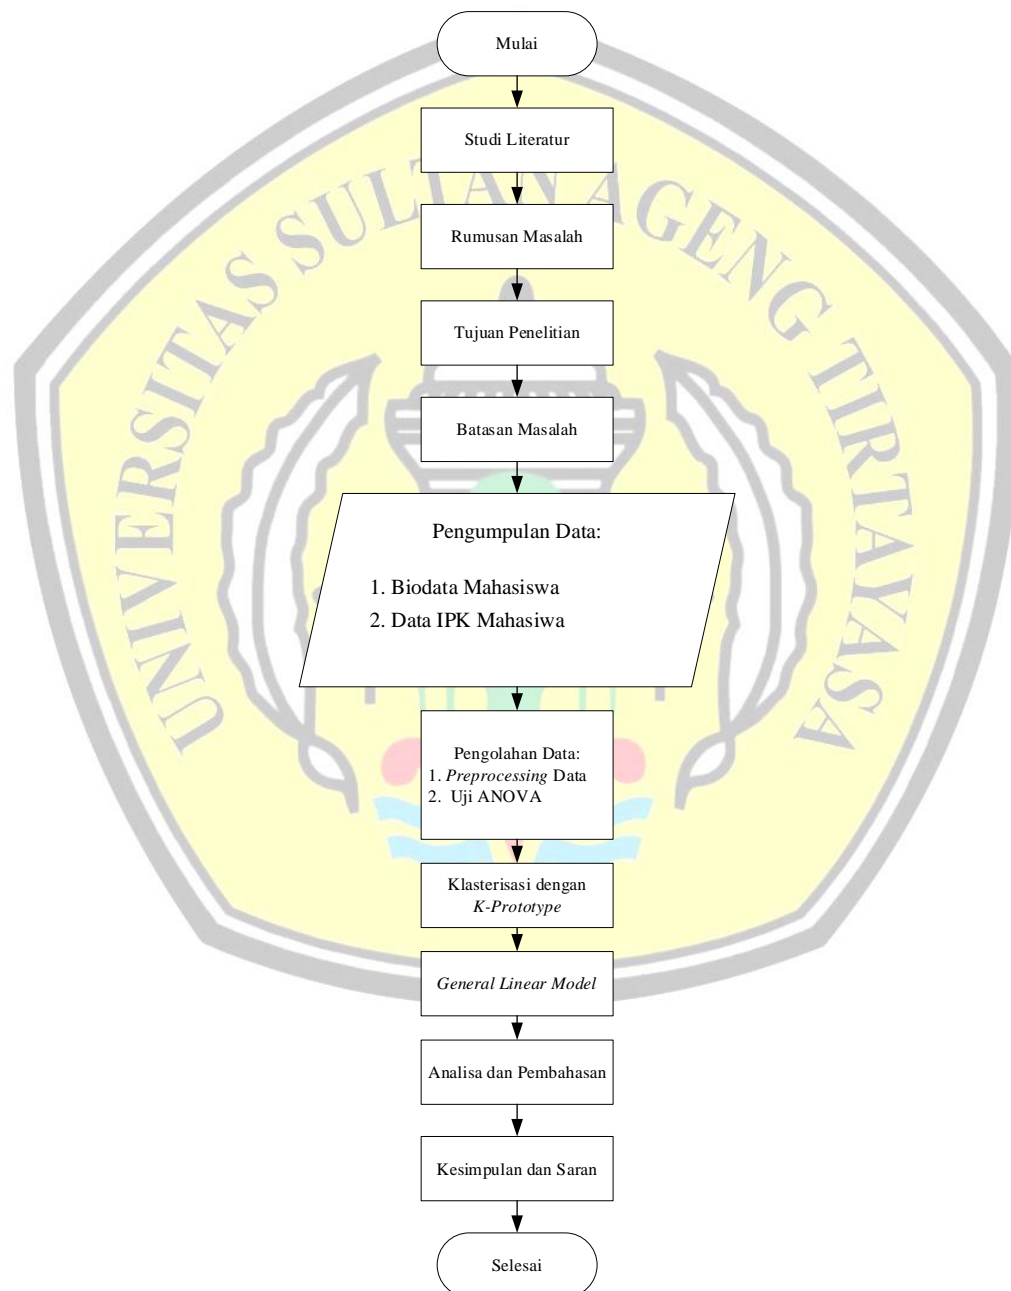 Mulai
Studi Literatur
UNIVERSITAS SULTAN AGENG TIRTAYASA
Rumusan Masalah
Tujuan Penelitian
Batasan Masalah
Pengumpulan Data:
1. Biodata Mahasiswa
2. Data IPK Mahasiwa
Pengolahan Data:
1. Preprocessing Data
2. Uji ANOVA
Klasterisasi dengan
K-Prototype
General Linear Model
Analisa dan Pembahasan
Kesimpulan dan Saran
Selesai